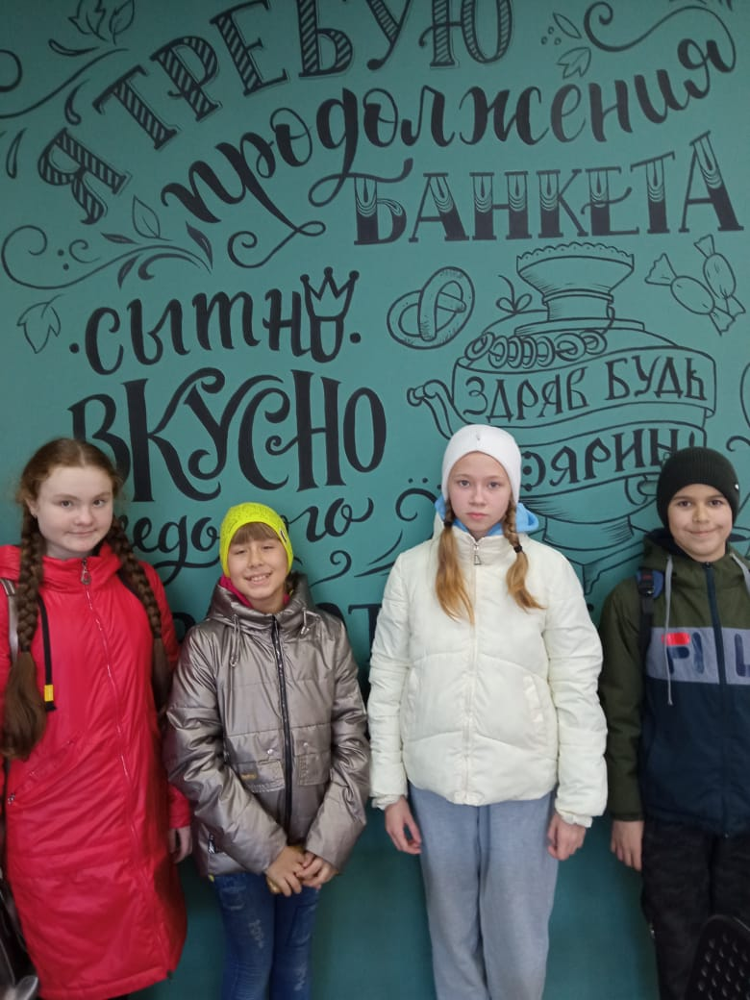 Я ТРЕБУЮ
продолжения
БАНКЕТА
СЫТНО
ВКУСНО
ЗДРАВ БУДЬ